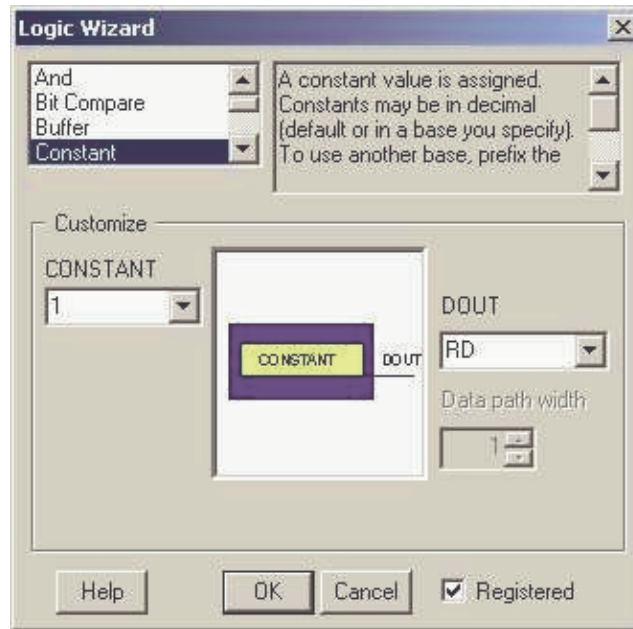 Logic Wizard
And
Bit Compare
Buffer
Constant
A constant value is assigned.
Constants may be in decimal
(default or in a base you specify).
To use another base, prefix the
Customize
CONSTANT
1
CONSTANT
DOUT
DOUT
RD
Data path width
1
Help
OK
Cancel
Registered